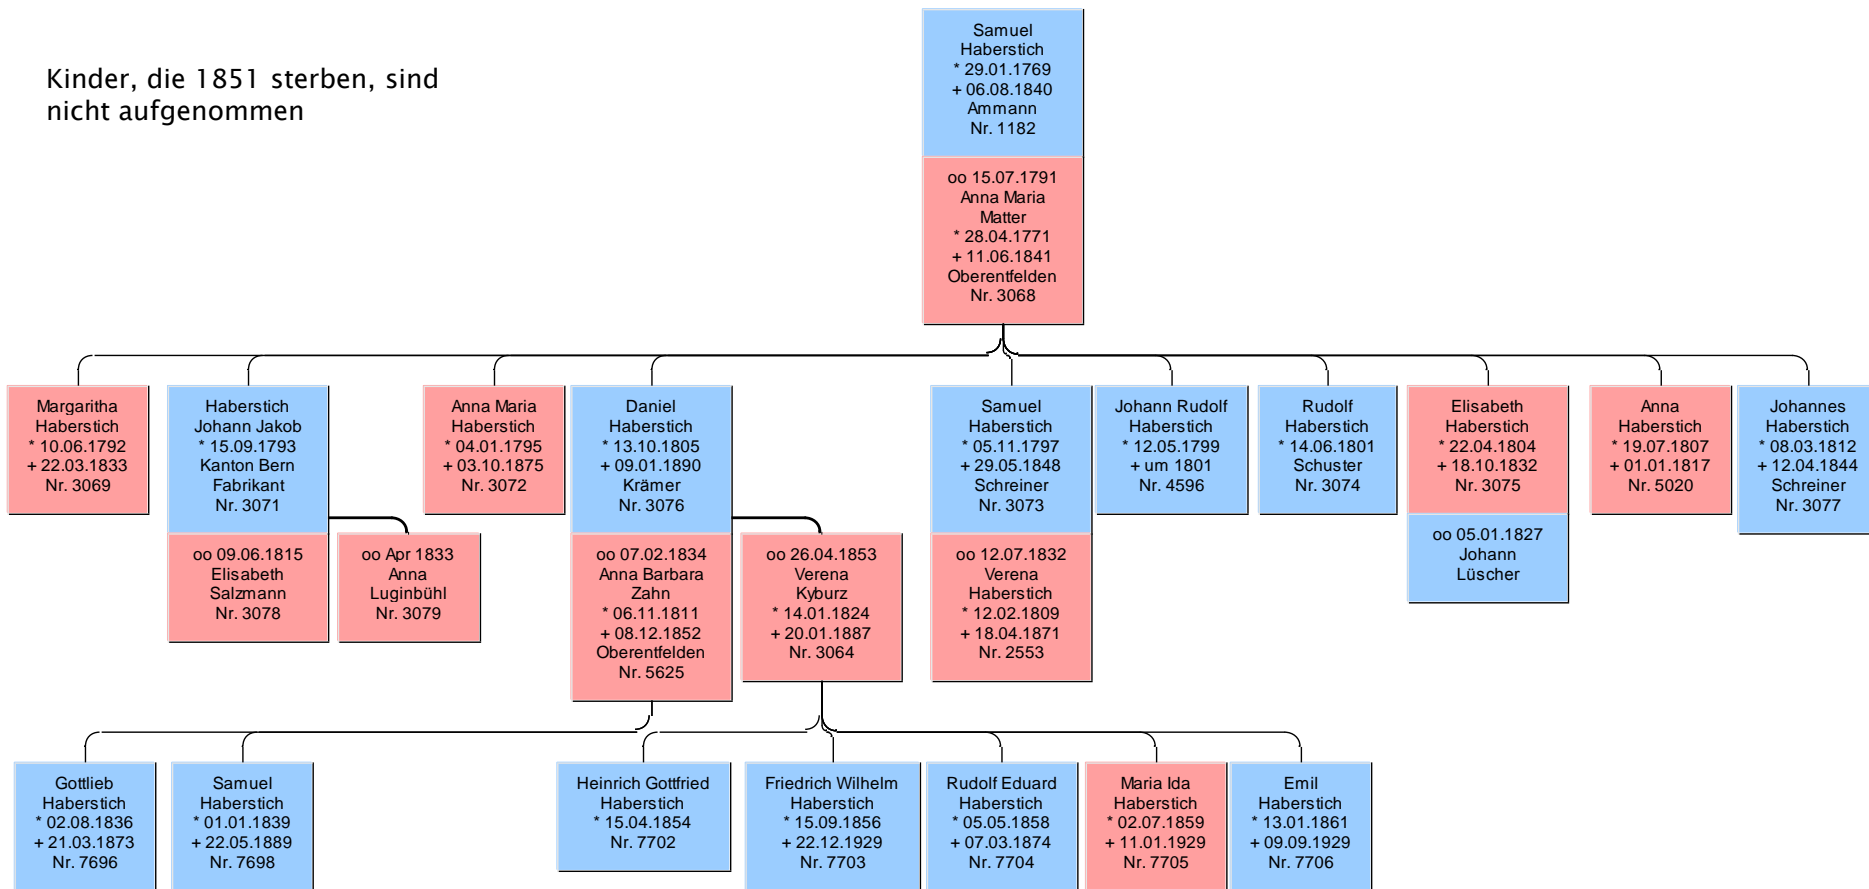 Kinder, die 1851 sterben, sind
nicht aufgenommen
Samuel
Haberstich
* 29.01.1769
+ 06.08.1840
Ammann
Nr. 1182
oo 15.07.1791
Anna Maria
Matter
* 28.04.1771
+ 11.06.1841
Oberentfelden
Nr. 3068
Margaritha
Haberstich
* 10.06.1792
+ 22.03.1833
Nr. 3069
Haberstich
Johann Jakob
* 15.09.1793
Kanton Bern
Fabrikant
Nr. 3071
oo 09.06.1815
Elisabeth
Salzmann
Nr. 3078
oo Apr 1833
Anna
Luginbühl
Nr. 3079
Anna Maria
Haberstich
* 04.01.1795
+ 03.10.1875
Nr. 3072
Daniel
Haberstich
* 13.10.1805
+ 09.01.1890
Krämer
Nr. 3076
oo 07.02.1834
Anna Barbara
Zahn
* 06.11.1811
+ 08.12.1852
Oberentfelden
Nr. 5625
oo 26.04.1853
Verena
Kyburz
* 14.01.1824
+ 20.01.1887
Nr. 3064
Samuel
Haberstich
* 05.11.1797
+ 29.05.1848
Schreiner
Nr. 3073
oo 12.07.1832
Verena
Haberstich
* 12.02.1809
+ 18.04.1871
Nr. 2553
Johann Rudolf
Haberstich
* 12.05.1799
+ um 1801
Nr. 4596
Rudolf
Haberstich
* 14.06.1801
Schuster
Nr. 3074
Elisabeth
Haberstich
* 22.04.1804
+ 18.10.1832
Nr. 3075
oo 05.01.1827
Johann
Lüscher
Anna
Haberstich
* 19.07.1807
+ 01.01.1817
Nr. 5020
Johannes
Haberstich
* 08.03.1812
+ 12.04.1844
Schreiner
Nr. 3077
Gottlieb
Haberstich
* 02.08.1836
+ 21.03.1873
Nr. 7696
Samuel
Haberstich
* 01.01.1839
+ 22.05.1889
Nr. 7698
Heinrich Gottfried
Haberstich
* 15.04.1854
Nr. 7702
Friedrich Wilhelm
Haberstich
* 15.09.1856
+ 22.12.1929
Nr. 7703
Rudolf Eduard
Haberstich
* 05.05.1858
+ 07.03.1874
Nr. 7704
Maria Ida
Haberstich
* 02.07.1859
+ 11.01.1929
Nr. 7705
Emil
Haberstich
* 13.01.1861
+ 09.09.1929
Nr. 7706